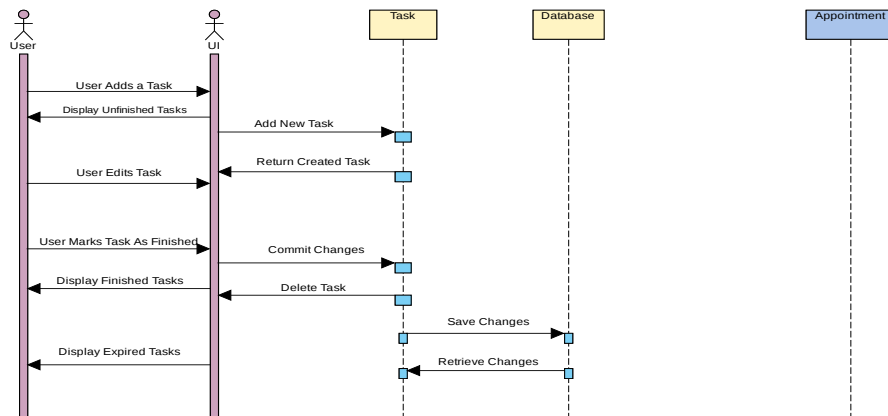 Task
Database
Appointment
User
UI
User Adds a Task
Display Unfinished Tasks
Add New Task
Return Created Task
User Edits Task
User Marks Task As Finished
Commit Changes
Display Finished Tasks
Delete Task
Save Changes
Display Expired Tasks
Retrieve Changes